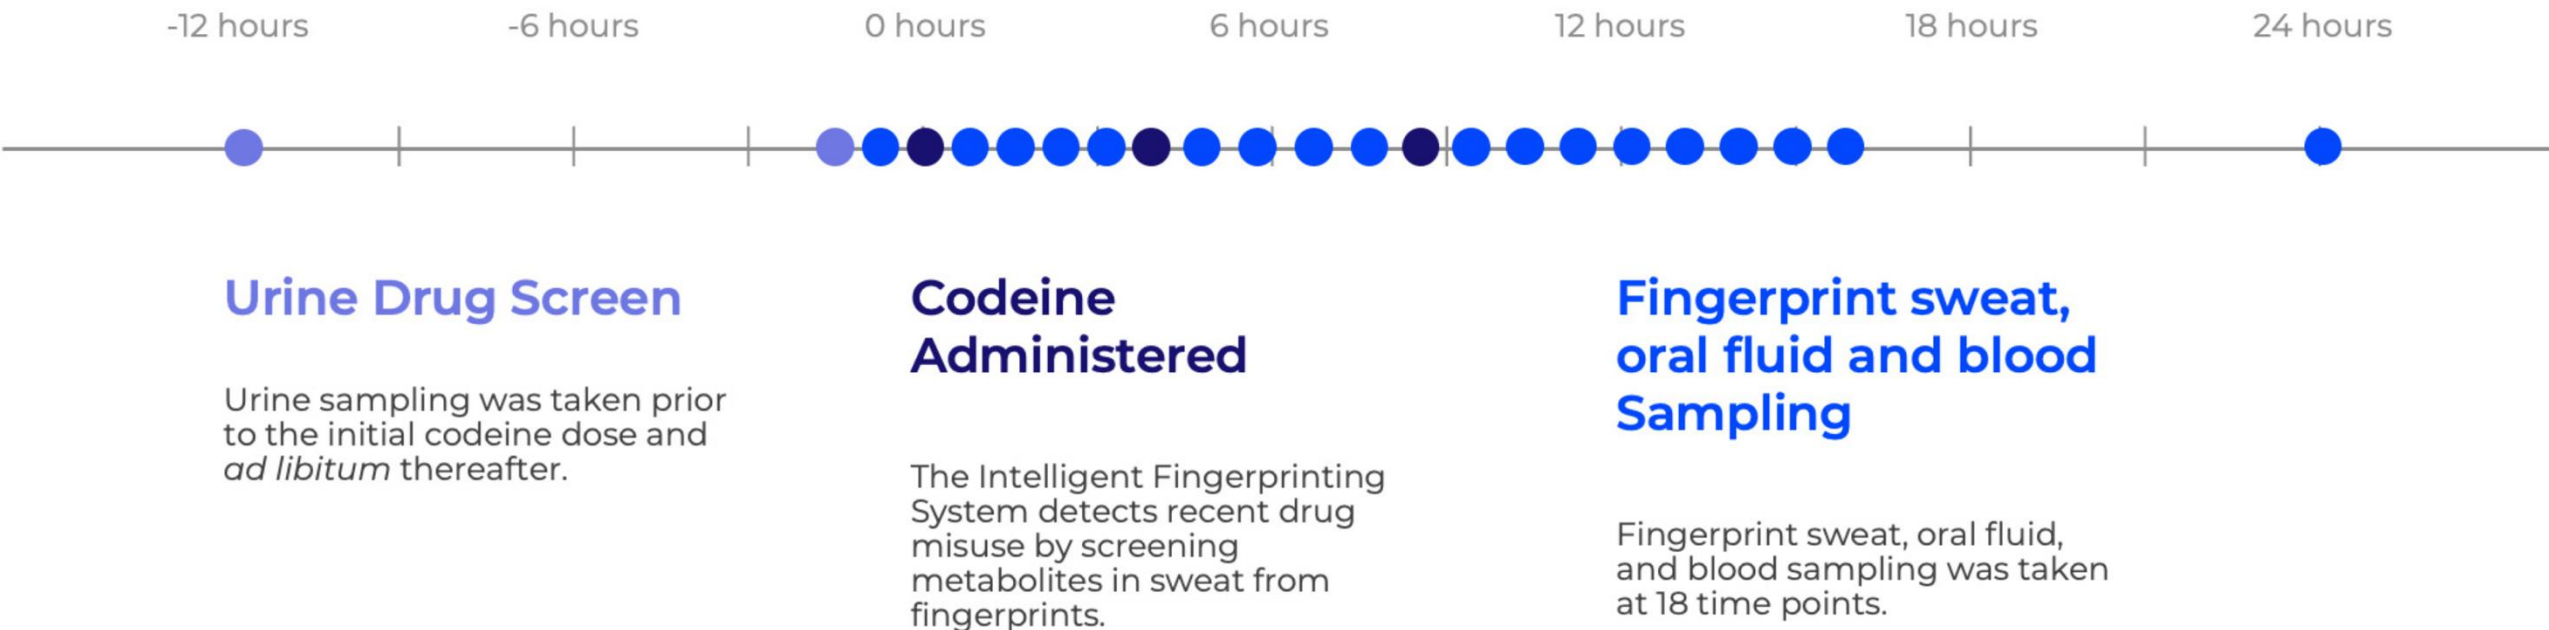 -12 hours -6 hours 0 hours 6 hours 12 hours 18 hours 24 hours
Urine Drug Screen
Urine sampling was taken prior
to the initial codeine dose and
ad libitum thereafter.
Codeine
Administered
The Intelligent Fingerprinting
System detects recent drug
misuse by screening
metabolites in sweat from
fingerprints.
Fingerprint sweat,
oral fluid and blood
Sampling
Fingerprint sweat, oral fluid,
and blood sampling was taken
at 18 time points.